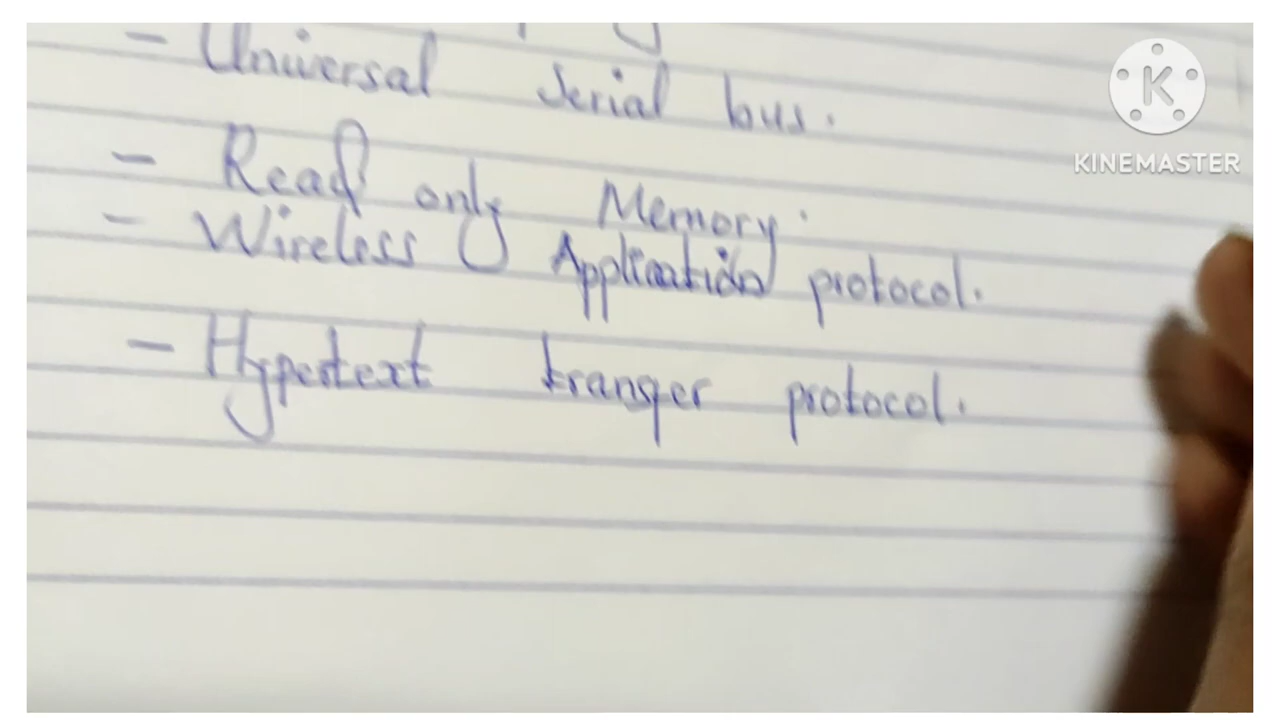 - Universal Serial bus.
- Read only Memory.
- Wireless Application protocol.
- Hypertext transfer protocol.
KINEMASTER